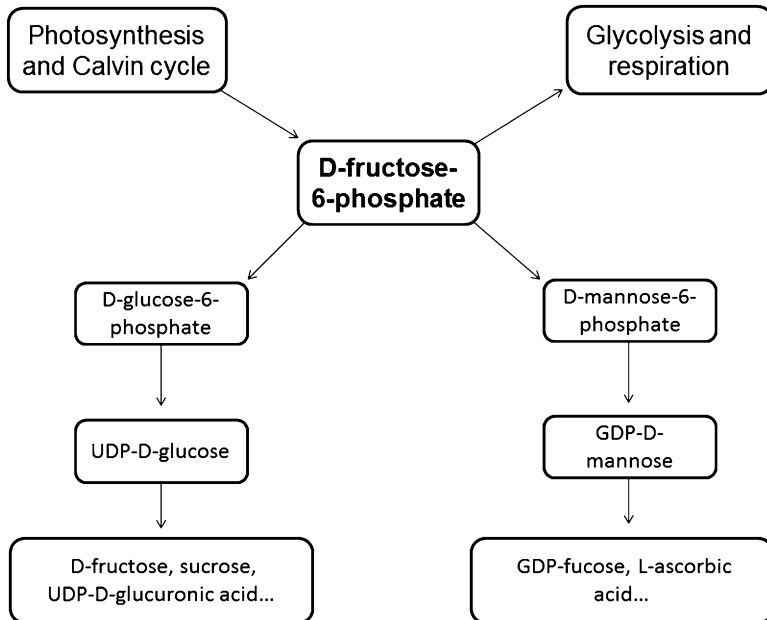 Photosynthesis
and Calvin cycle
Glycolysis and
respiration
D-fructose-
6-phosphate
D-glucose-6-
phosphate
D-mannose-6-
phosphate
UDP-D-glucose
GDP-D-
mannose
D-fructose, sucrose,
UDP-D-glucuronic acid...
GDP-fucose, L-ascorbic
acid...